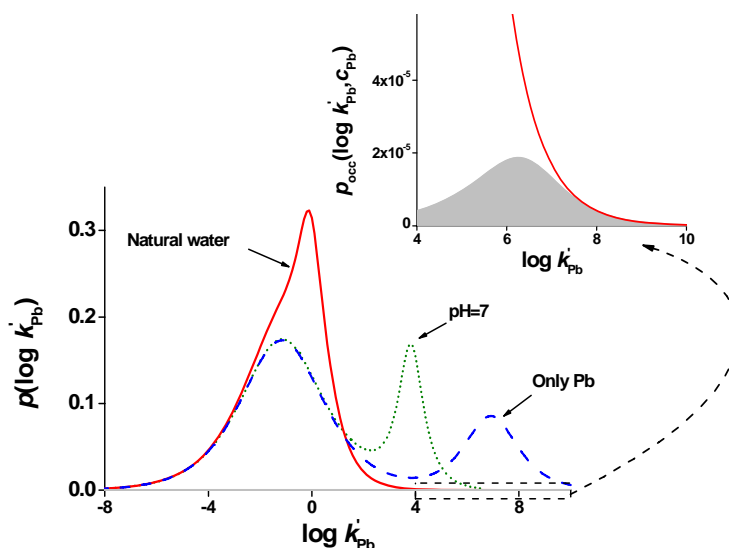 4x10⁻⁵
2x10⁻⁵
0
p_occ(log k'_Pb,c_Pb)
4 6 8 10
log k'_Pb
0.3
0.2
0.1
0.0
p(log k'_Pb)
Natural water
pH=7
Only Pb
-8 -4 0 4 8
log k'_Pb